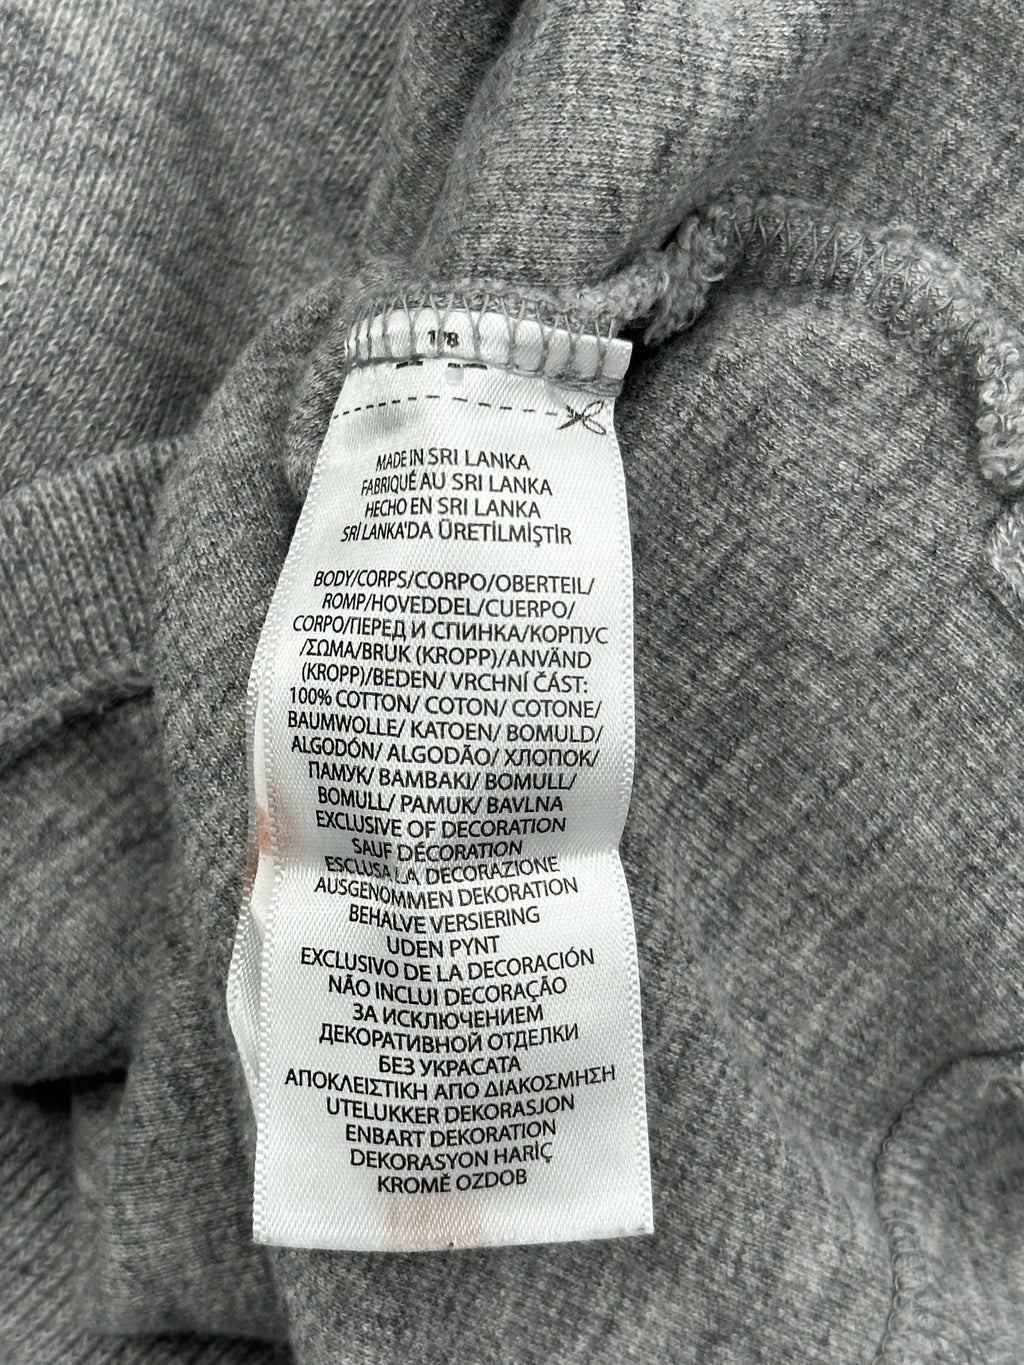 1/8
MADE IN SRI LANKA
FABRIQUÉ AU SRI LANKA
HECHO EN SRI LANKA
SRİ LANKA'DA ÜRETİLMİŞTİR
BODY/CORPS/CORPO/OBERTEIL/
ROMP/HOVEDDEL/CUERPO/
CORPO/ПЕРЕД И СПИНКА/КОРПУС
/ΣΩΜΑ/BRUK (KROPP)/ANVÄND
(KROPP)/BEDEN/ VRCHNÍ ČÁST:
100% COTTON/ COTON/ COTONE/
BAUMWOLLE/ KATOEN/ BOMULD/
ALGODÓN/ ALGODÃO/ ХЛОПОК/
ПАМУК/ BAMBAKI/ BOMULL/
BOMULL/ PAMUK/ BAVLNA
EXCLUSIVE OF DECORATION
SAUF DÉCORATION
ESCLUSA LA DECORAZIONE
AUSGENOMMEN DEKORATION
BEHALVE VERSIERING
UDEN PYNT
EXCLUSIVO DE LA DECORACIÓN
NÃO INCLUI DECORAÇÃO
ЗА ИСКЛЮЧЕНИЕМ
ДЕКОРАТИВНОЙ ОТДЕЛКИ
БЕЗ УКРАСАТА
ΑΠΟΚΛΕΙΣΤΙΚΗ ΑΠΟ ΔΙΑΚΟΣΜΗΣΗ
UTELUKKER DEKORASJON
ENBART DEKORATION
DEKORASYON HARİÇ
KROMĚ OZDOB